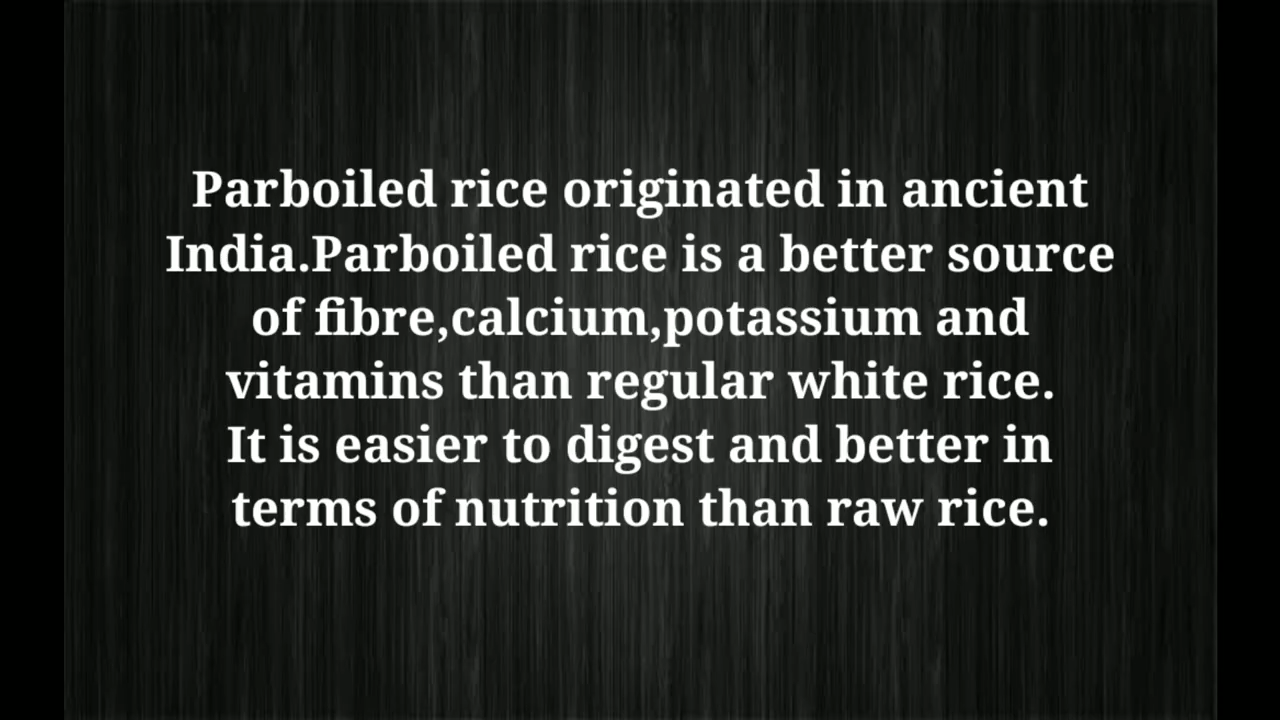 Parboiled rice originated in ancient
India.Parboiled rice is a better source
of fibre,calcium,potassium and
vitamins than regular white rice.
It is easier to digest and better in
terms of nutrition than raw rice.